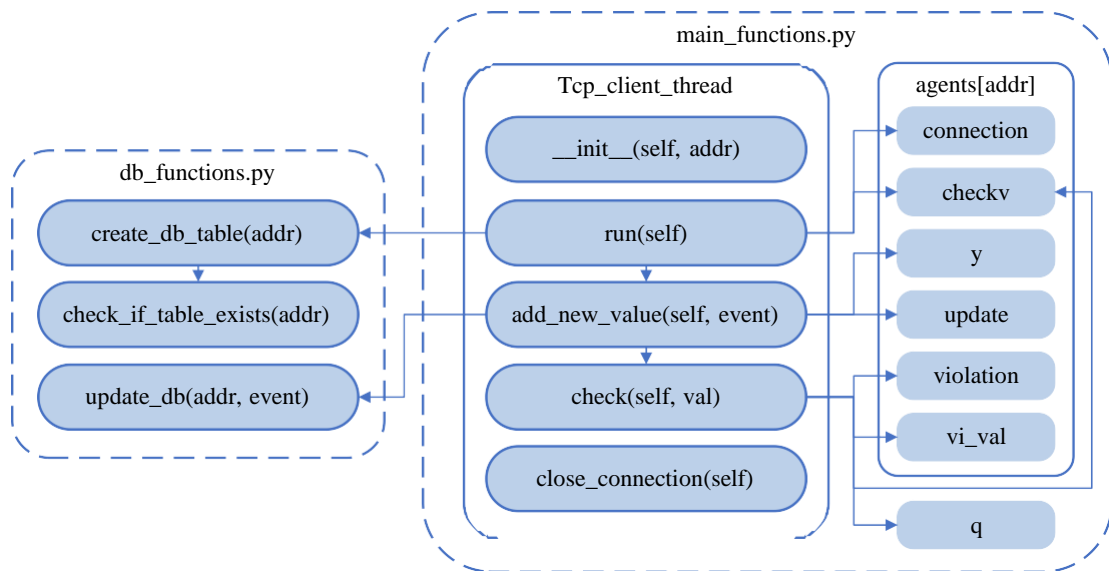 main_functions.py
Tcp_client_thread
agents[addr]
__init__(self, addr)
connection
db_functions.py
checkv
create_db_table(addr)
run(self)
y
check_if_table_exists(addr)
add_new_value(self, event)
update
update_db(addr, event)
check(self, val)
violation
vi_val
close_connection(self)
q